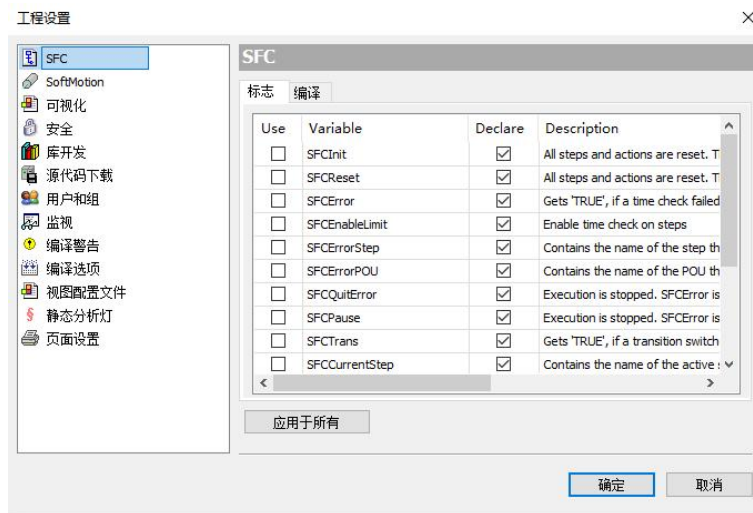 工程设置
SFC
SoftMotion
可视化
安全
库开发
源代码下载
用户和组
监视
编译警告
编译选项
视图配置文件
静态分析灯
页面设置
SFC
标志 编译
Use Variable Declare Description
SFCInit All steps and actions are reset. T
SFCReset All steps and actions are reset. T
SFCError Gets 'TRUE', if a time check failed
SFCEnableLimit Enable time check on steps
SFCErrorStep Contains the name of the step th
SFCErrorPOU Contains the name of the POU th
SFCQuitError Execution is stopped. SFCError is
SFCPause Execution is stopped. SFCError is
SFCTrans Gets 'TRUE', if a transition switch
SFCCurrentStep Contains the name of the active s
应用于所有
确定 取消